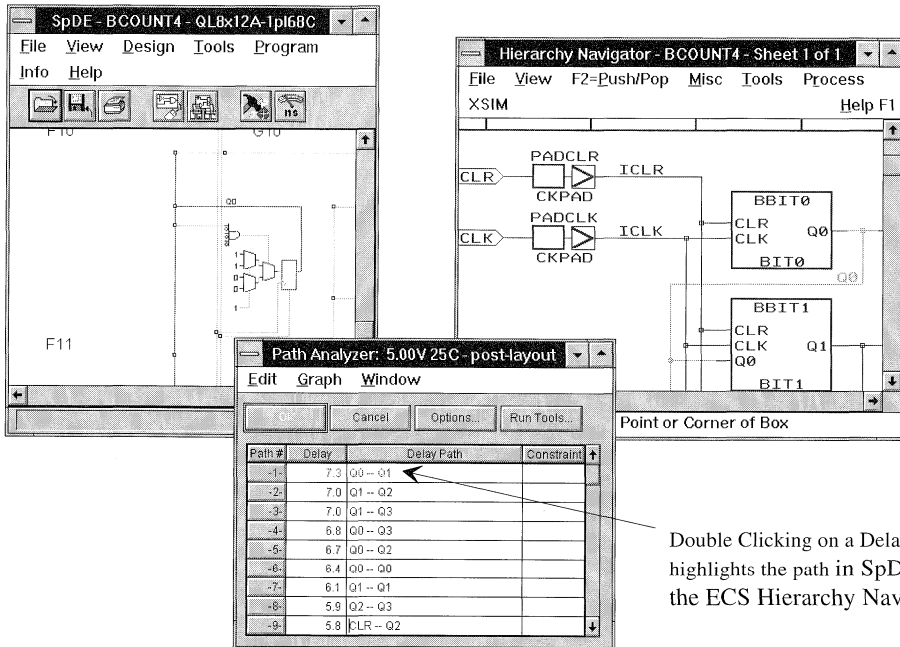 SpDE - BCOUNT4 - QL8x12A-1pl68C
File View Design Tools Program
Info Help
ns
F10 G10
Q0
F11
Hierarchy Navigator - BCOUNT4 - Sheet 1 of 1
File View F2=Push/Pop Misc Tools Process
XSIM Help F1
PADCLR
CLR ICLR
CKPAD
PADCLK
CLK ICLK
CKPAD
BBIT0
CLR
CLK Q0
BIT0
Q0
BBIT1
CLR
CLK Q1
Q0
BIT1
Point or Corner of Box
Path Analyzer: 5.00V 25C - post-layout
Edit Graph Window
Cancel Options... Run Tools...
Path # Delay Delay Path Constraint
-1- 7.3 Q0 -- Q1
-2- 7.0 Q1 -- Q2
-3- 7.0 Q1 -- Q3
-4- 6.8 Q0 -- Q3
-5- 6.7 Q0 -- Q2
-6- 6.4 Q0 -- Q0
-7- 6.1 Q1 -- Q1
-8- 5.9 Q2 -- Q3
-9- 5.8 CLR -- Q2
Double Clicking on a Dela
highlights the path in SpD
the ECS Hierarchy Nav